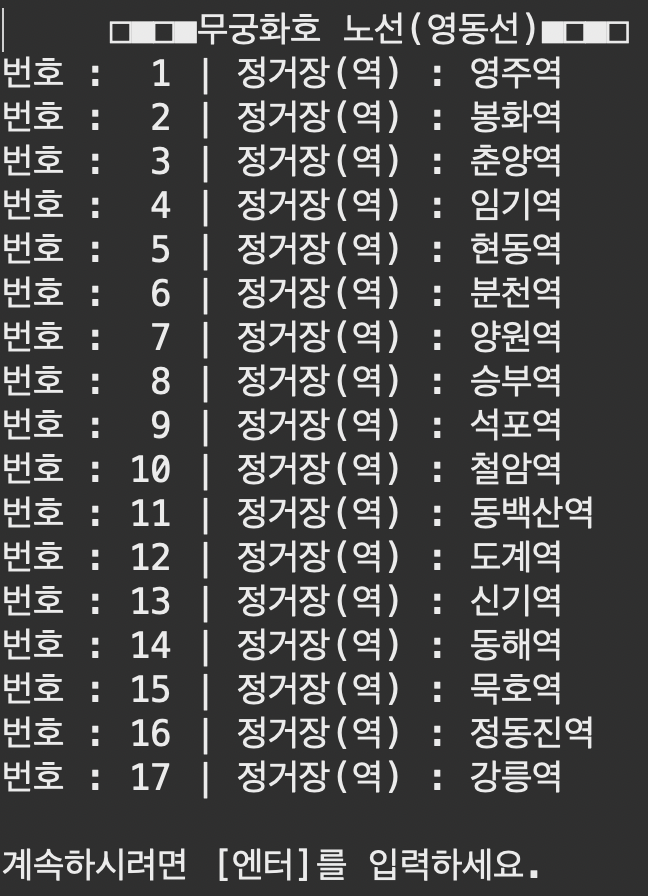 □■□■무궁화호 노선(영동선)■□■□
번호 :  1 | 정거장(역) : 영주역
번호 :  2 | 정거장(역) : 봉화역
번호 :  3 | 정거장(역) : 춘양역
번호 :  4 | 정거장(역) : 임기역
번호 :  5 | 정거장(역) : 현동역
번호 :  6 | 정거장(역) : 분천역
번호 :  7 | 정거장(역) : 양원역
번호 :  8 | 정거장(역) : 승부역
번호 :  9 | 정거장(역) : 석포역
번호 : 10 | 정거장(역) : 철암역
번호 : 11 | 정거장(역) : 동백산역
번호 : 12 | 정거장(역) : 도계역
번호 : 13 | 정거장(역) : 신기역
번호 : 14 | 정거장(역) : 동해역
번호 : 15 | 정거장(역) : 묵호역
번호 : 16 | 정거장(역) : 정동진역
번호 : 17 | 정거장(역) : 강릉역
계속하시려면 [엔터]를 입력하세요.